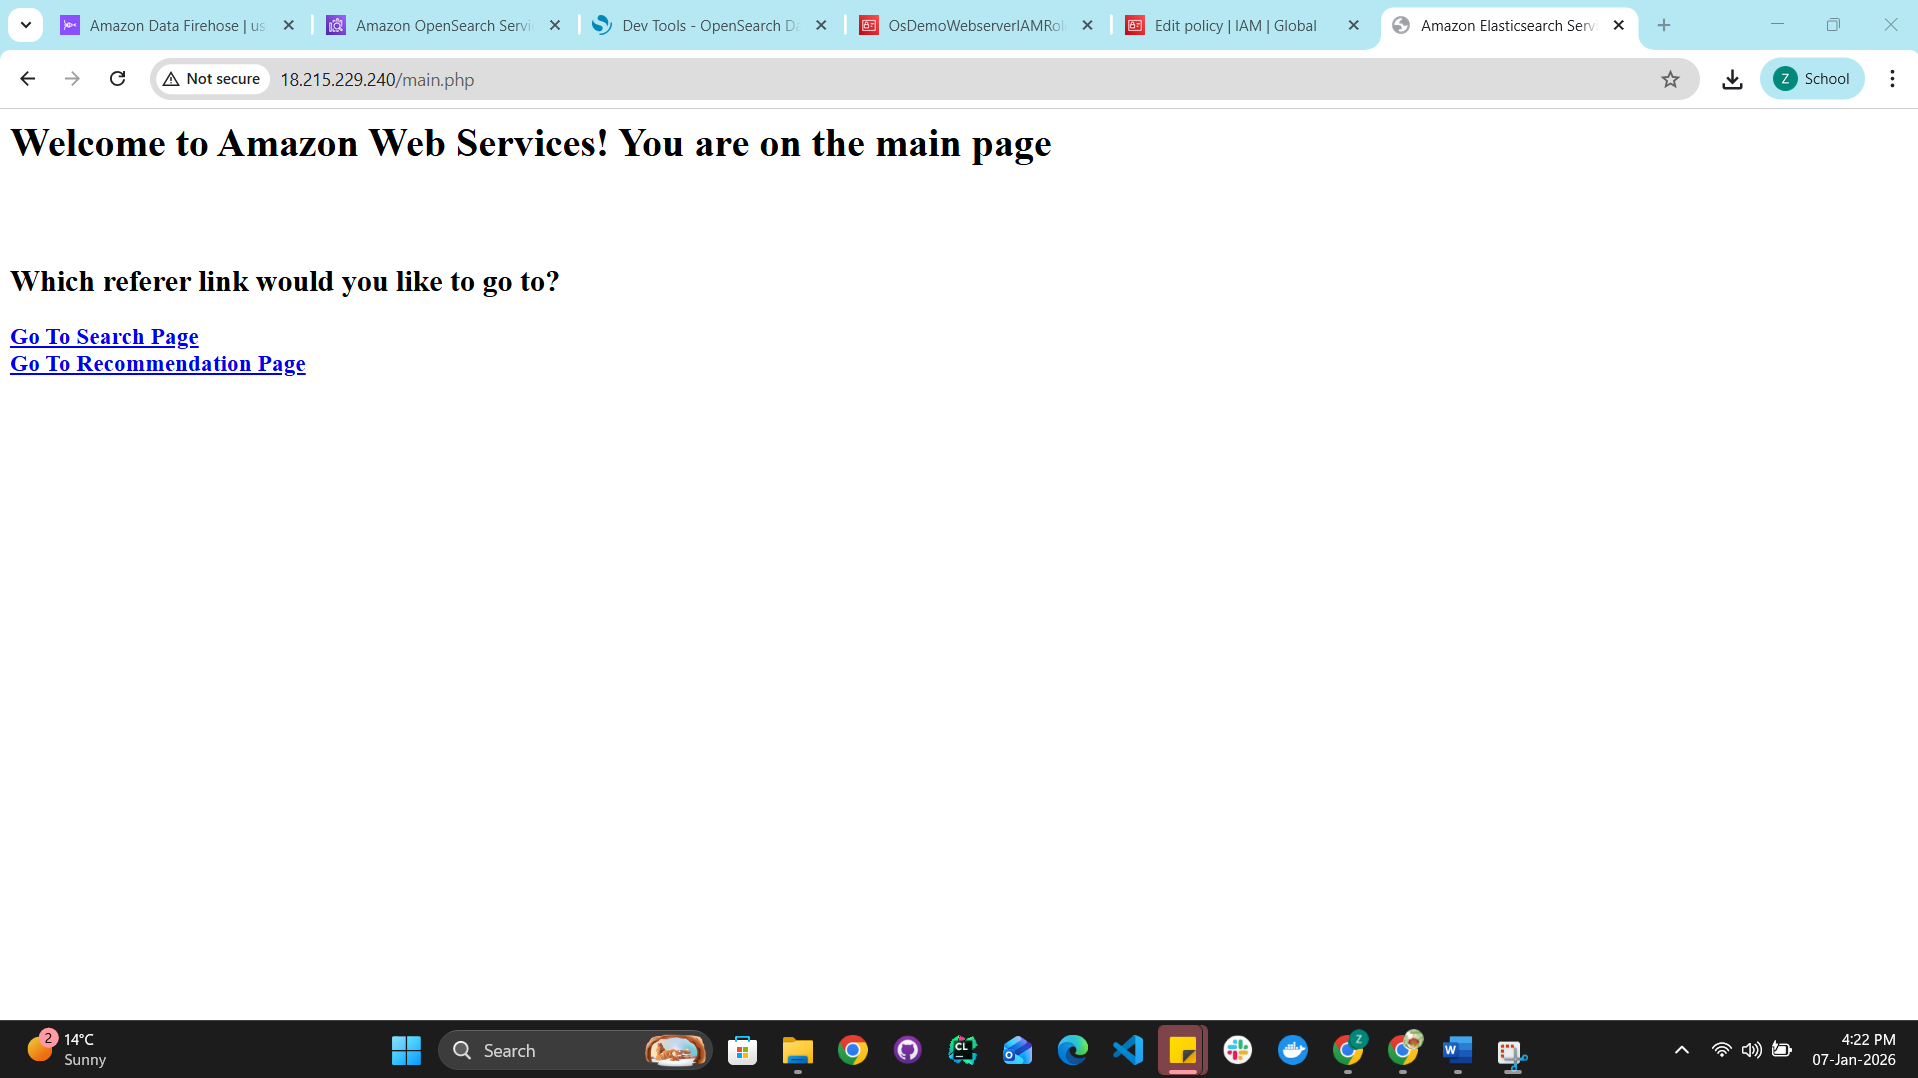 Amazon Data Firehose | us
Amazon OpenSearch Servi
Dev Tools - OpenSearch Da
OsDemoWebserverIAMRol
Edit policy | IAM | Global
Amazon Elasticsearch Servi
Not secure
18.215.229.240/main.php
Z
School
Welcome to Amazon Web Services! You are on the main page
Which referer link would you like to go to?
Go To Search Page
Go To Recommendation Page
2
14°C
Sunny
Search
4:22 PM
07-Jan-2026